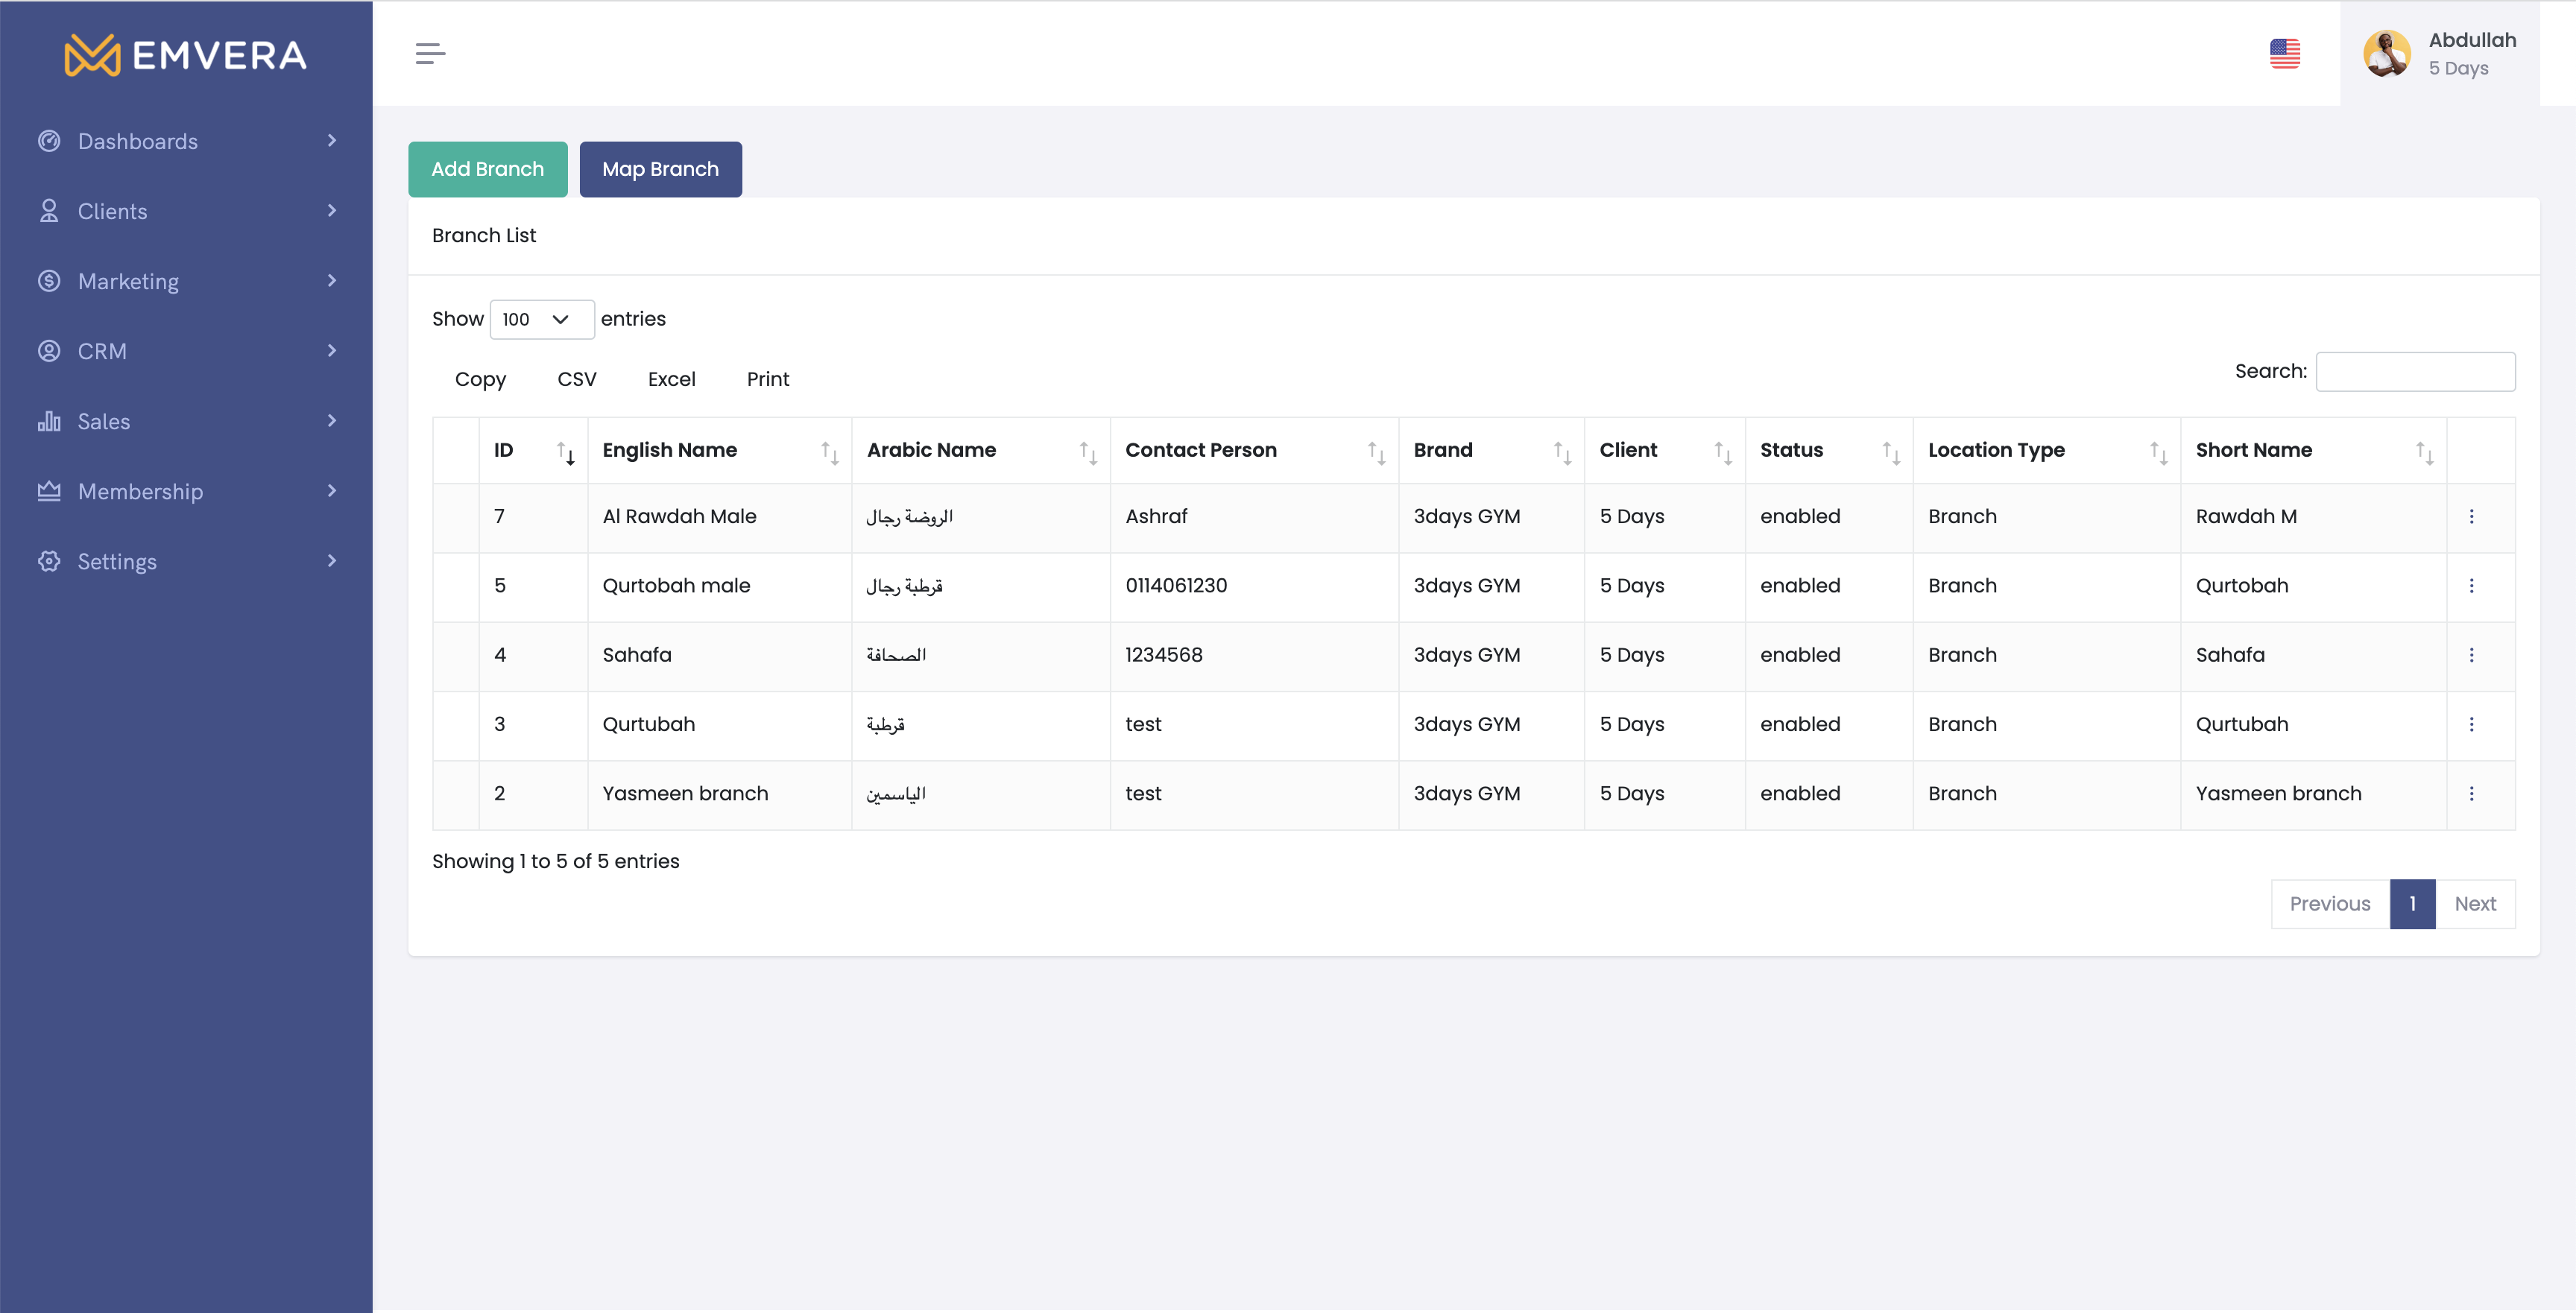 EMVERA
Abdullah
5 Days
Dashboards
Clients
Marketing
CRM
Sales
Membership
Settings
Add Branch Map Branch
Branch List
Show 100 entries
Copy CSV Excel Print
Search:
ID English Name Arabic Name Contact Person Brand Client Status Location Type Short Name
7 Al Rawdah Male الروضة رجال Ashraf 3days GYM 5 Days enabled Branch Rawdah M
5 Qurtobah male قرطبة رجال 0114061230 3days GYM 5 Days enabled Branch Qurtobah
4 Sahafa الصحافة 1234568 3days GYM 5 Days enabled Branch Sahafa
3 Qurtubah قرطبة test 3days GYM 5 Days enabled Branch Qurtubah
2 Yasmeen branch الياسمين test 3days GYM 5 Days enabled Branch Yasmeen branch
Showing 1 to 5 of 5 entries
Previous 1 Next